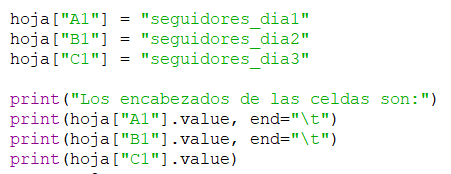 hoja["A1"] = "seguidores_dia1"
hoja["B1"] = "seguidores_dia2"
hoja["C1"] = "seguidores_dia3"
print("Los encabezados de las celdas son:")
print(hoja["A1"].value, end="\t")
print(hoja["B1"].value, end="\t")
print(hoja["C1"].value)